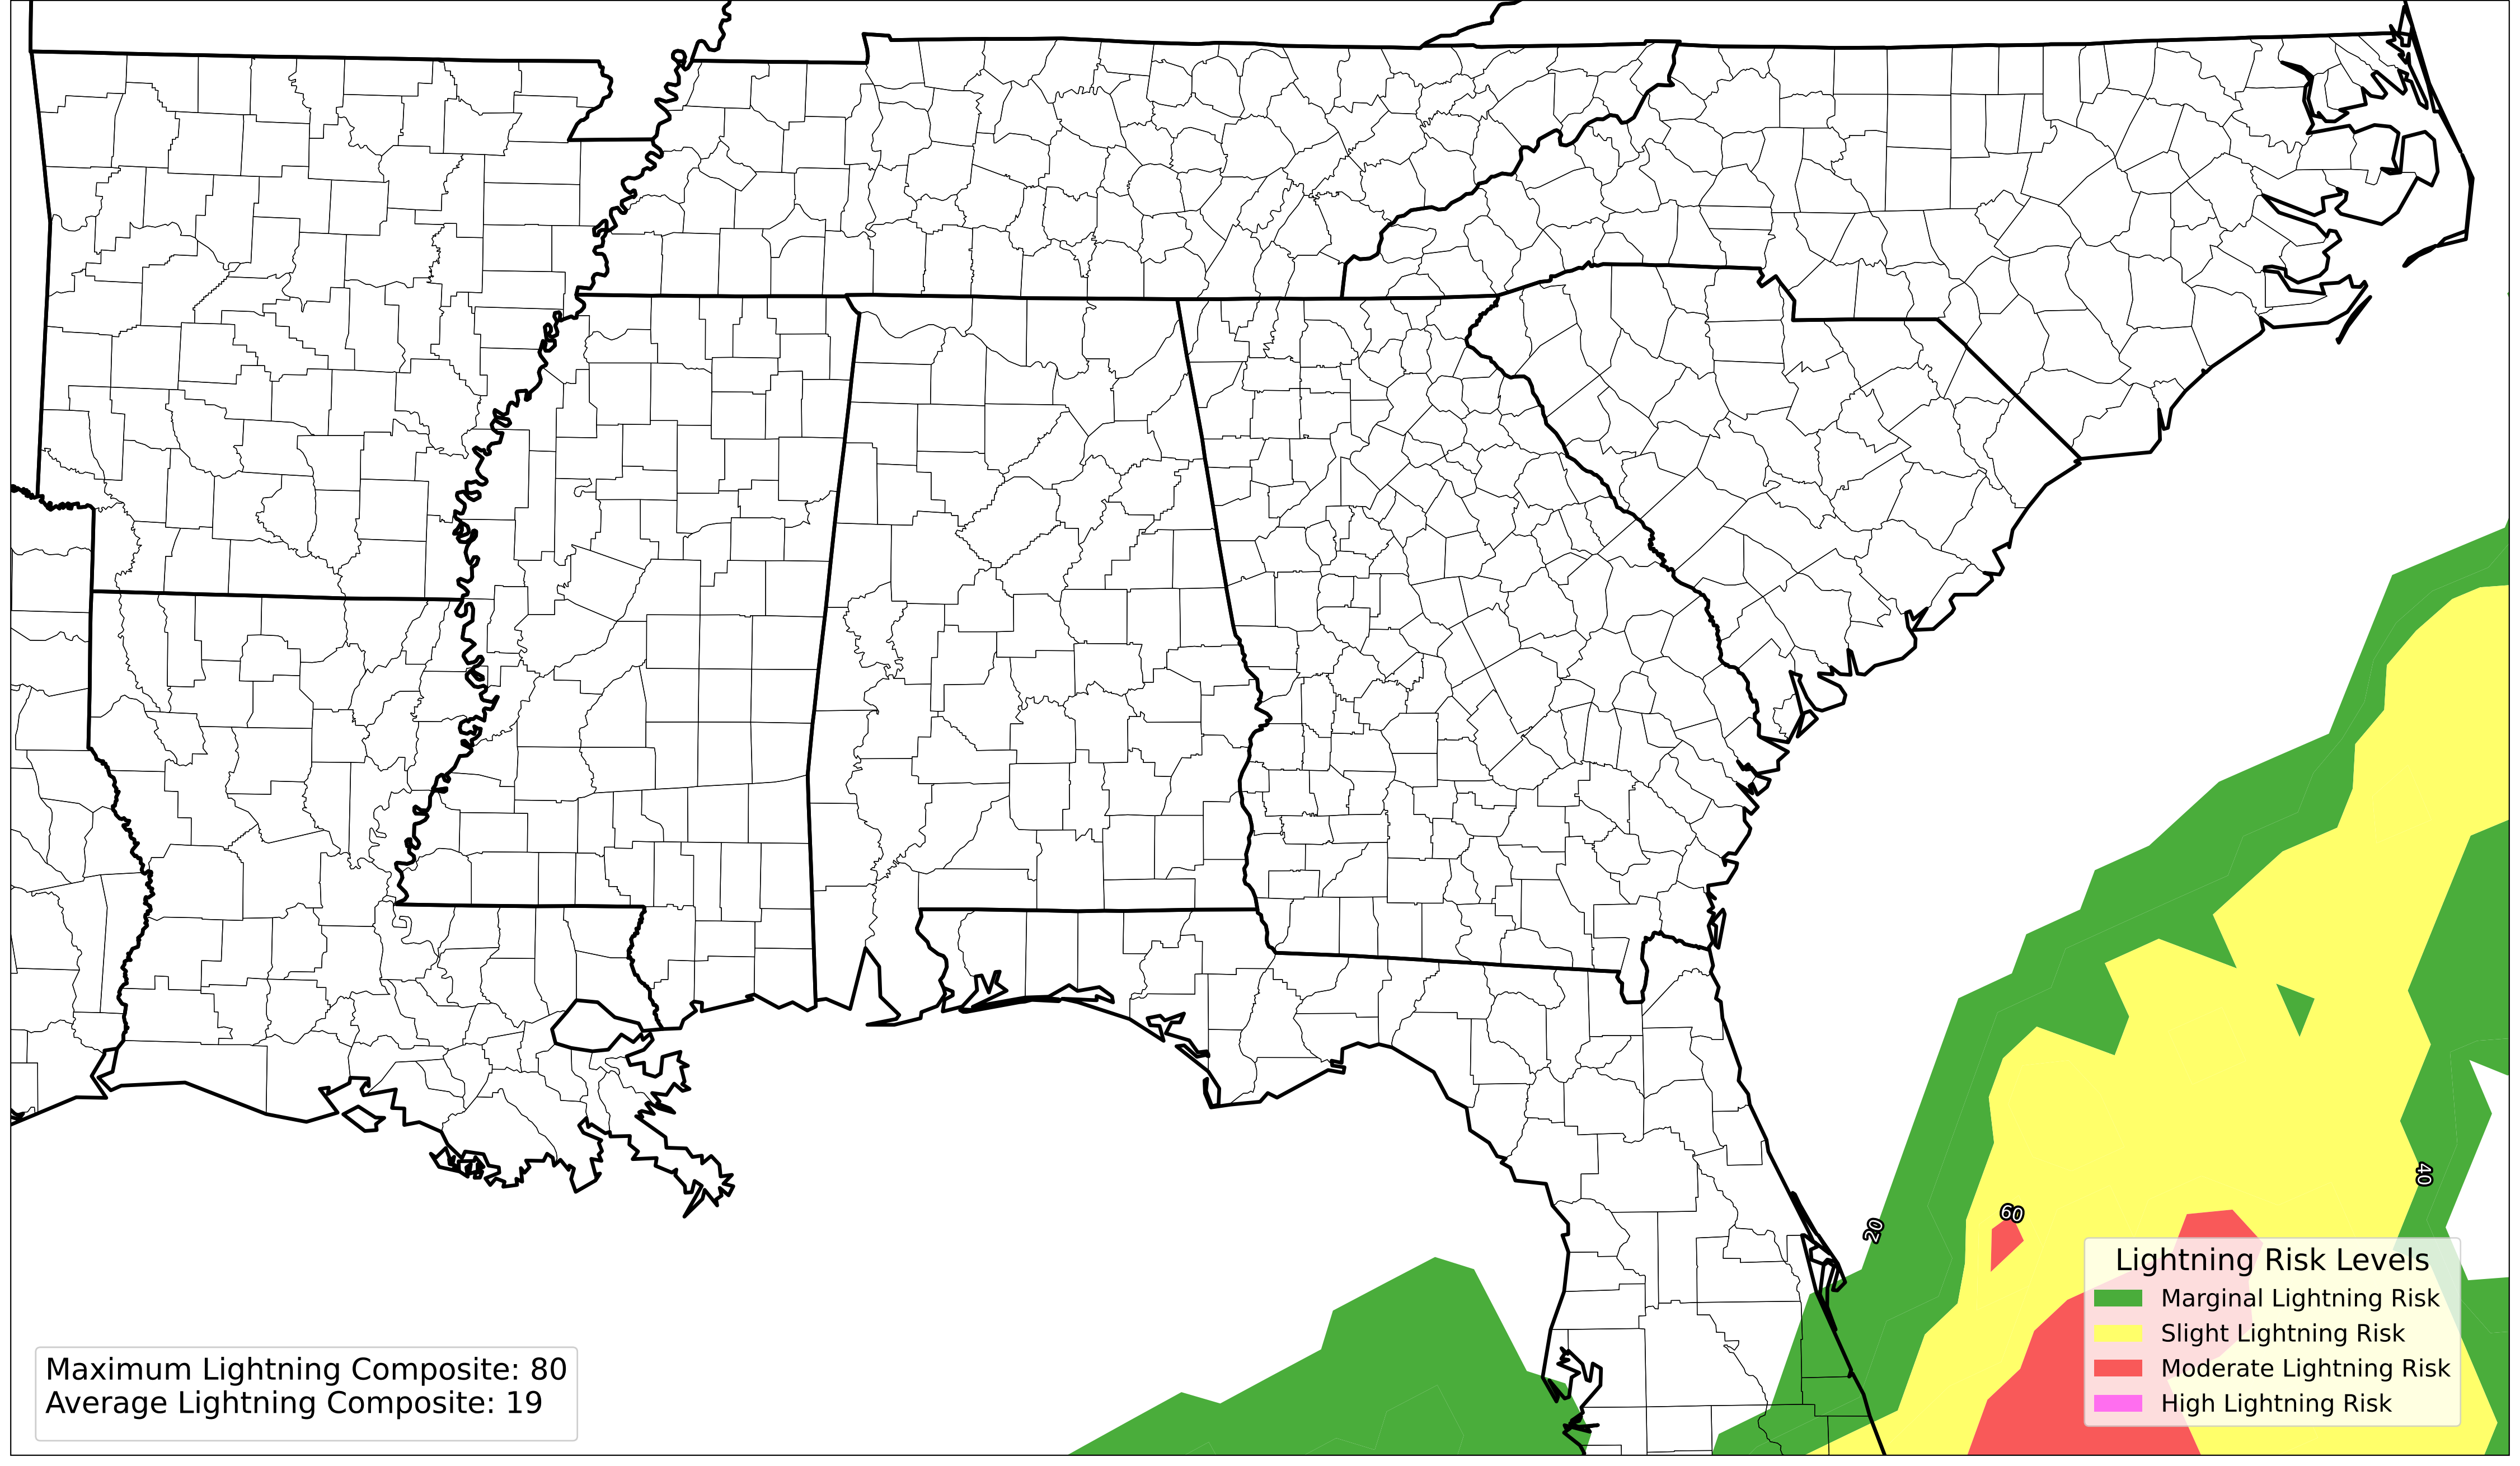 20
60
40
Lightning Risk Levels
Marginal Lightning Risk
Slight Lightning Risk
Moderate Lightning Risk
High Lightning Risk
Maximum Lightning Composite: 80
Average Lightning Composite: 19